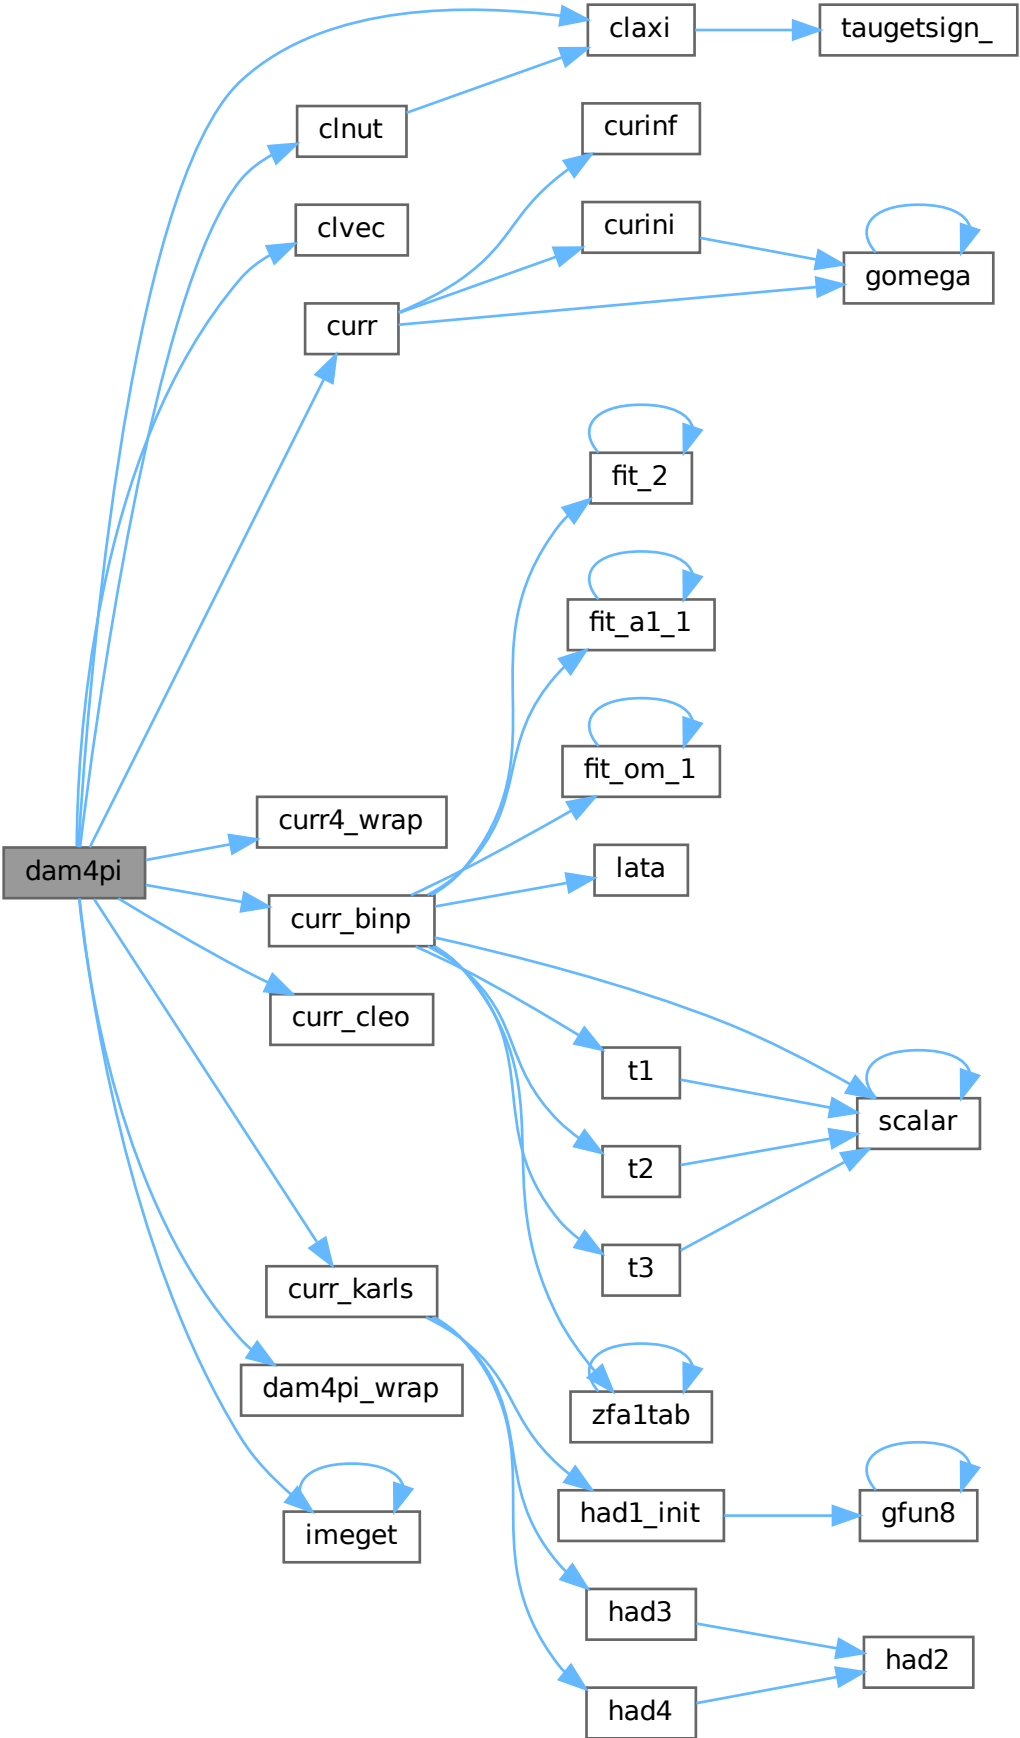 claxi
taugetsign_
clnut
curinf
clvec
curini
gomega
curr
fit_2
fit_a1_1
fit_om_1
curr4_wrap
lata
dam4pi
curr_binp
curr_cleo
t1
scalar
t2
t3
curr_karls
dam4pi_wrap
zfa1tab
had1_init
gfun8
imeget
had3
had2
had4